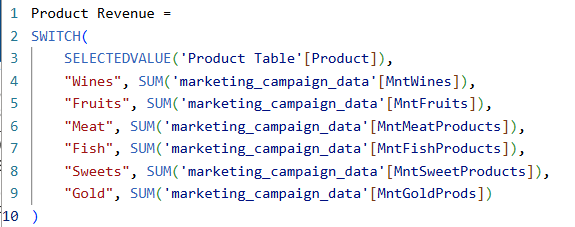 1 Product Revenue =
2 SWITCH(
3 SELECTEDVALUE('Product Table'[Product]),
4 "Wines", SUM('marketing_campaign_data'[MntWines]),
5 "Fruits", SUM('marketing_campaign_data'[MntFruits]),
6 "Meat", SUM('marketing_campaign_data'[MntMeatProducts]),
7 "Fish", SUM('marketing_campaign_data'[MntFishProducts]),
8 "Sweets", SUM('marketing_campaign_data'[MntSweetProducts]),
9 "Gold", SUM('marketing_campaign_data'[MntGoldProds])
10 )